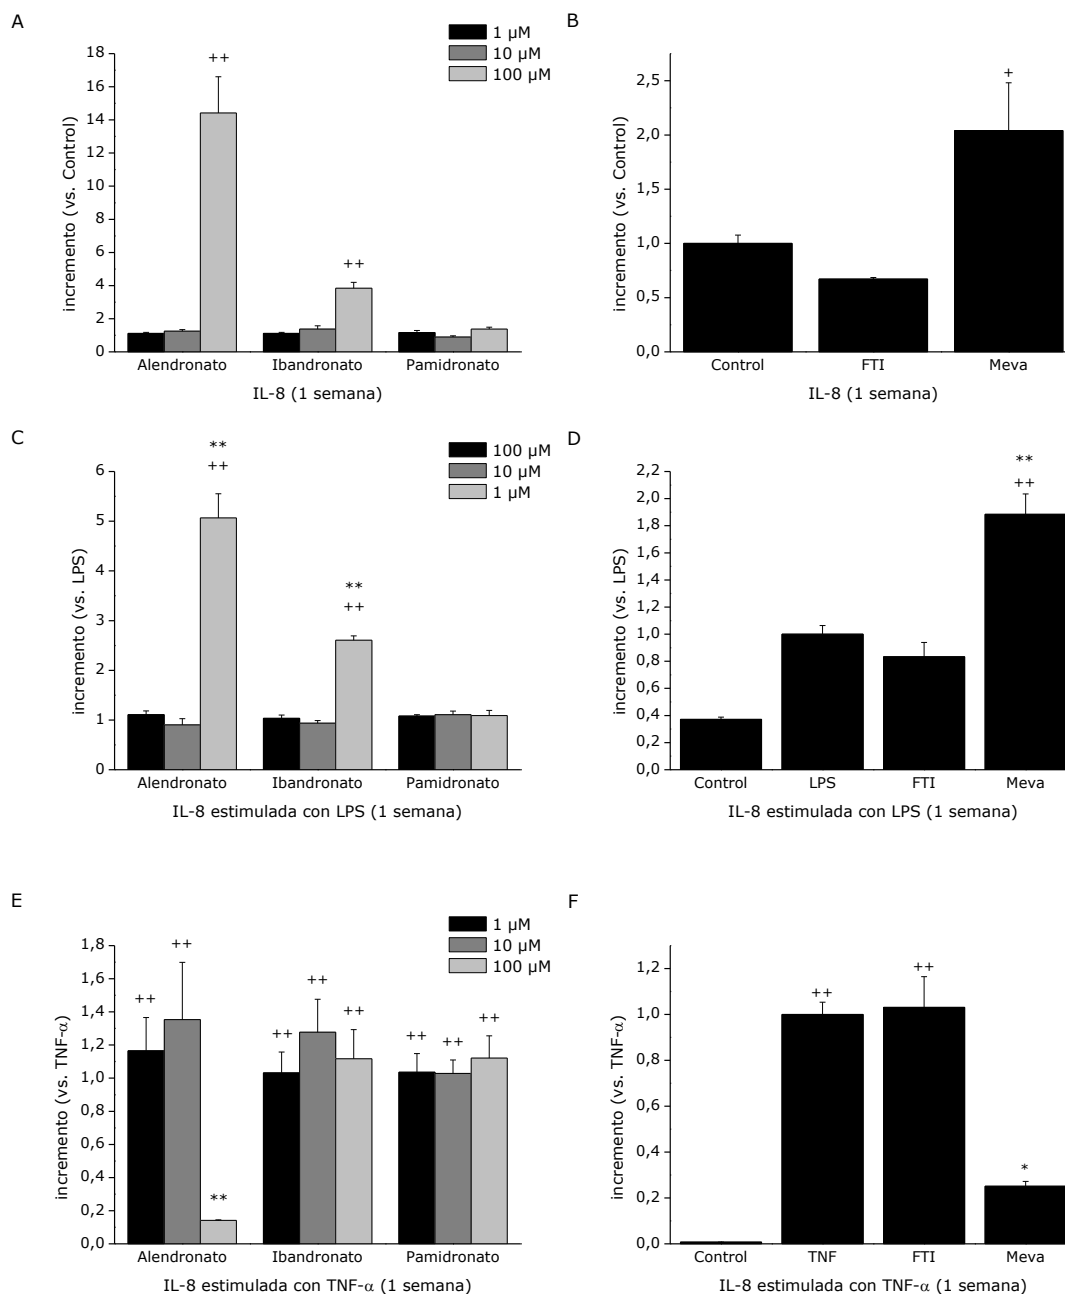 A
1 µM
10 µM
100 µM
incremento (vs. Control)
18
16
14
12
10
8
6
4
2
0
++
++
Alendronato Ibandronato Pamidronato
IL-8 (1 semana)
B
incremento (vs. Control)
2,5
2,0
1,5
1,0
0,5
0,0
+
Control FTI Meva
IL-8 (1 semana)
C
100 µM
10 µM
1 µM
incremento (vs. LPS)
6
5
4
3
2
1
0
**
++
**
++
Alendronato Ibandronato Pamidronato
IL-8 estimulada con LPS (1 semana)
D
incremento (vs. LPS)
2,2
2,0
1,8
1,6
1,4
1,2
1,0
0,8
0,6
0,4
0,2
0,0
**
++
Control LPS FTI Meva
IL-8 estimulada con LPS (1 semana)
E
1 µM
10 µM
100 µM
incremento (vs. TNF-α)
1,8
1,6
1,4
1,2
1,0
0,8
0,6
0,4
0,2
0,0
++ ++ ** ++ ++ ++ ++ ++ ++
Alendronato Ibandronato Pamidronato
IL-8 estimulada con TNF-α (1 semana)
F
incremento (vs. TNF-α)
1,2
1,0
0,8
0,6
0,4
0,2
0,0
++ ++ *
Control TNF FTI Meva
IL-8 estimulada con TNF-α (1 semana)